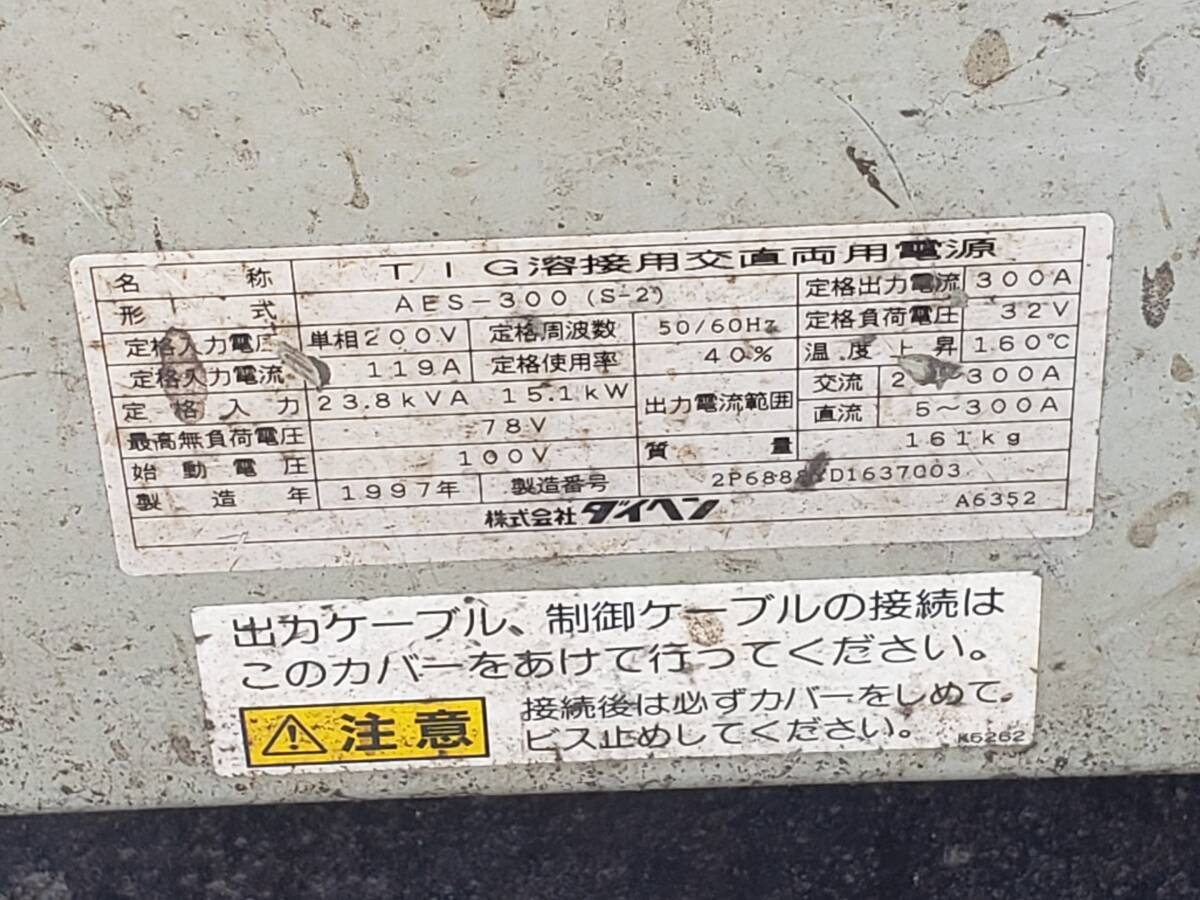 名称 TIG溶接用交直両用電源
形式 AES-300 (S-2) 定格出力電流 300A
定格入力電圧 単相200V 定格周波数 50/60Hz 定格負荷電圧 32V
定格入力電流 119A 定格使用率 40% 温度上昇 160℃
定格入力 23.8kVA 15.1kW 出力電流範囲 交流 ~300A
最高無負荷電圧 78V 直流 5~300A
始動電圧 100V 質量 161kg
製造年 1997年 製造番号 D1637003
株式会社 ダイヘン A6352
出力ケーブル、制御ケーブルの接続は
このカバーをあけて行ってください。
⚠注意 接続後は必ずカバーをしめて、
ビス止めしてください。 K5262